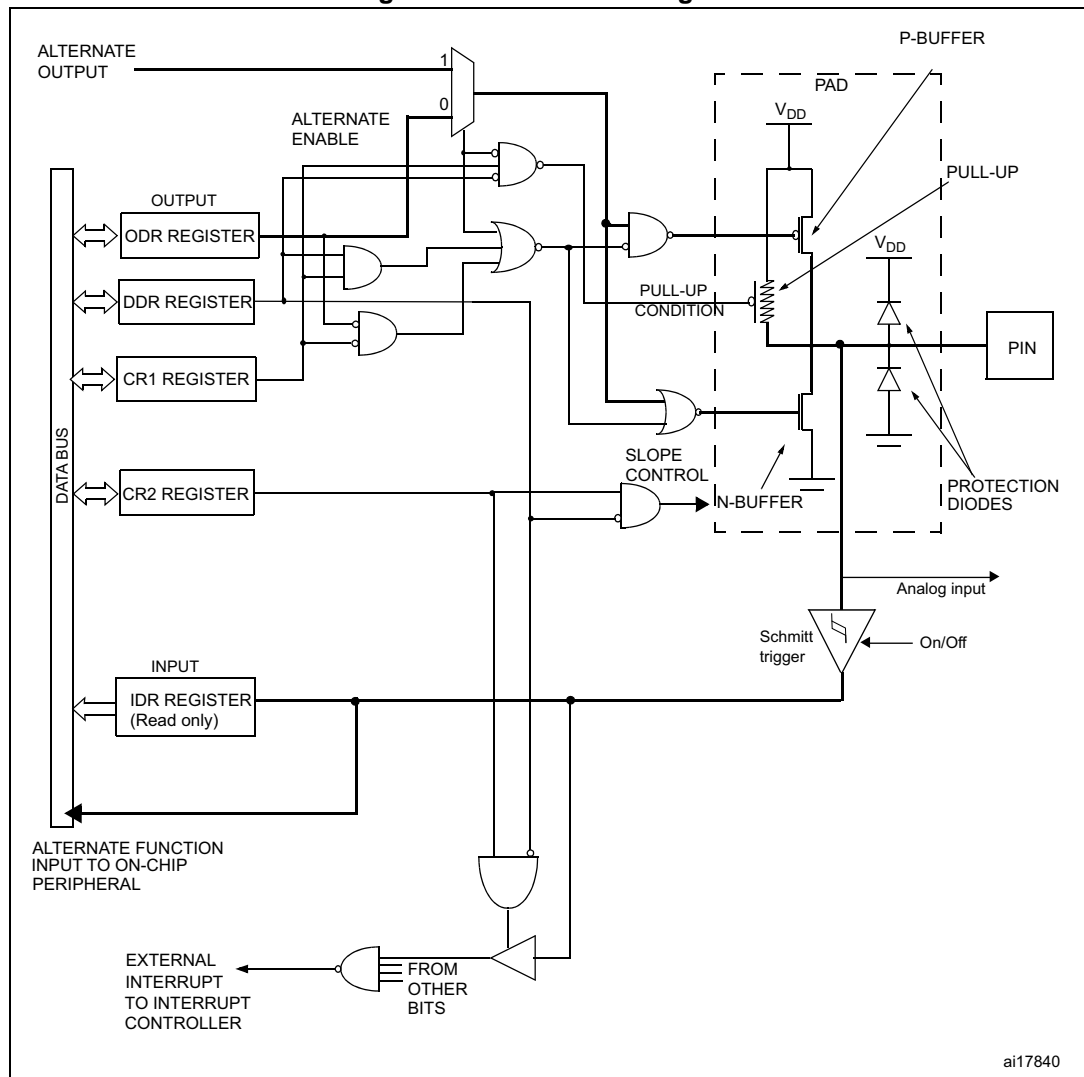 ALTERNATE
OUTPUT
1
0
ALTERNATE
ENABLE
P-BUFFER
PAD
VDD
PULL-UP
OUTPUT
ODR REGISTER
DDR REGISTER
CR1 REGISTER
CR2 REGISTER
DATA BUS
PULL-UP
CONDITION
VDD
PIN
SLOPE
CONTROL
N-BUFFER
PROTECTION
DIODES
Analog input
Schmitt
trigger
On/Off
INPUT
IDR REGISTER
(Read only)
ALTERNATE FUNCTION
INPUT TO ON-CHIP
PERIPHERAL
EXTERNAL
INTERRUPT
TO INTERRUPT
CONTROLLER
FROM
OTHER
BITS
ai17840